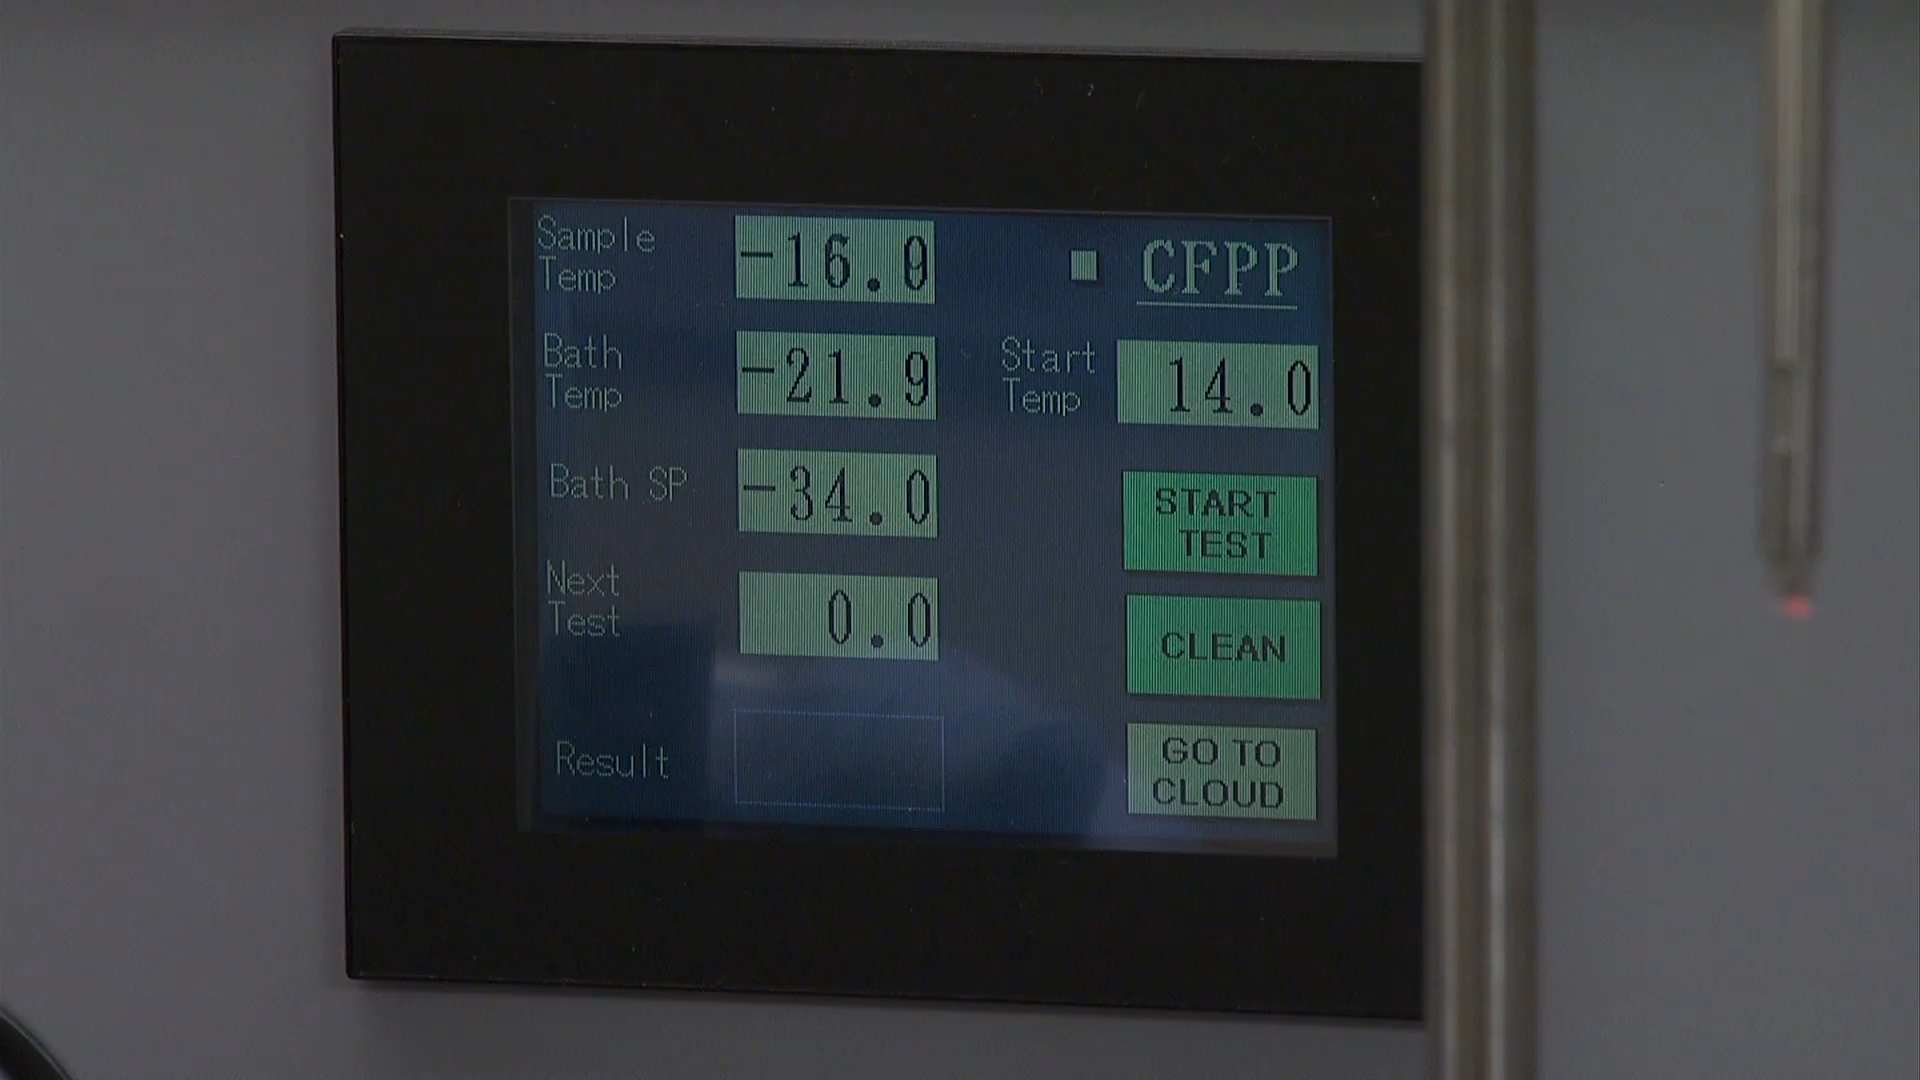 Sample
Temp
-16.0
CFPP
Bath
Temp
-21.9
Start
Temp
14.0
Bath SP
-34.0
START
TEST
Next
Test
0.0
CLEAN
Result
GO TO
CLOUD